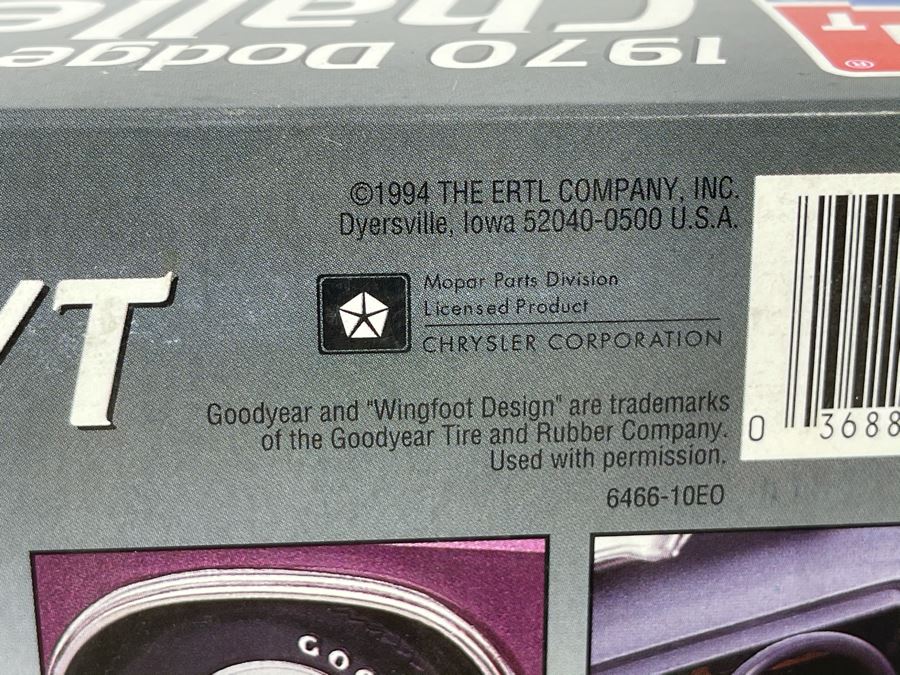 1970 Dodge
©1994 THE ERTL COMPANY, INC.
Dyersville, Iowa 52040-0500 U.S.A.
Mopar Parts Division
Licensed Product
CHRYSLER CORPORATION
/T
Goodyear and "Wingfoot Design" are trademarks
of the Goodyear Tire and Rubber Company.
Used with permission.
6466-10EO
0 3688
GOO